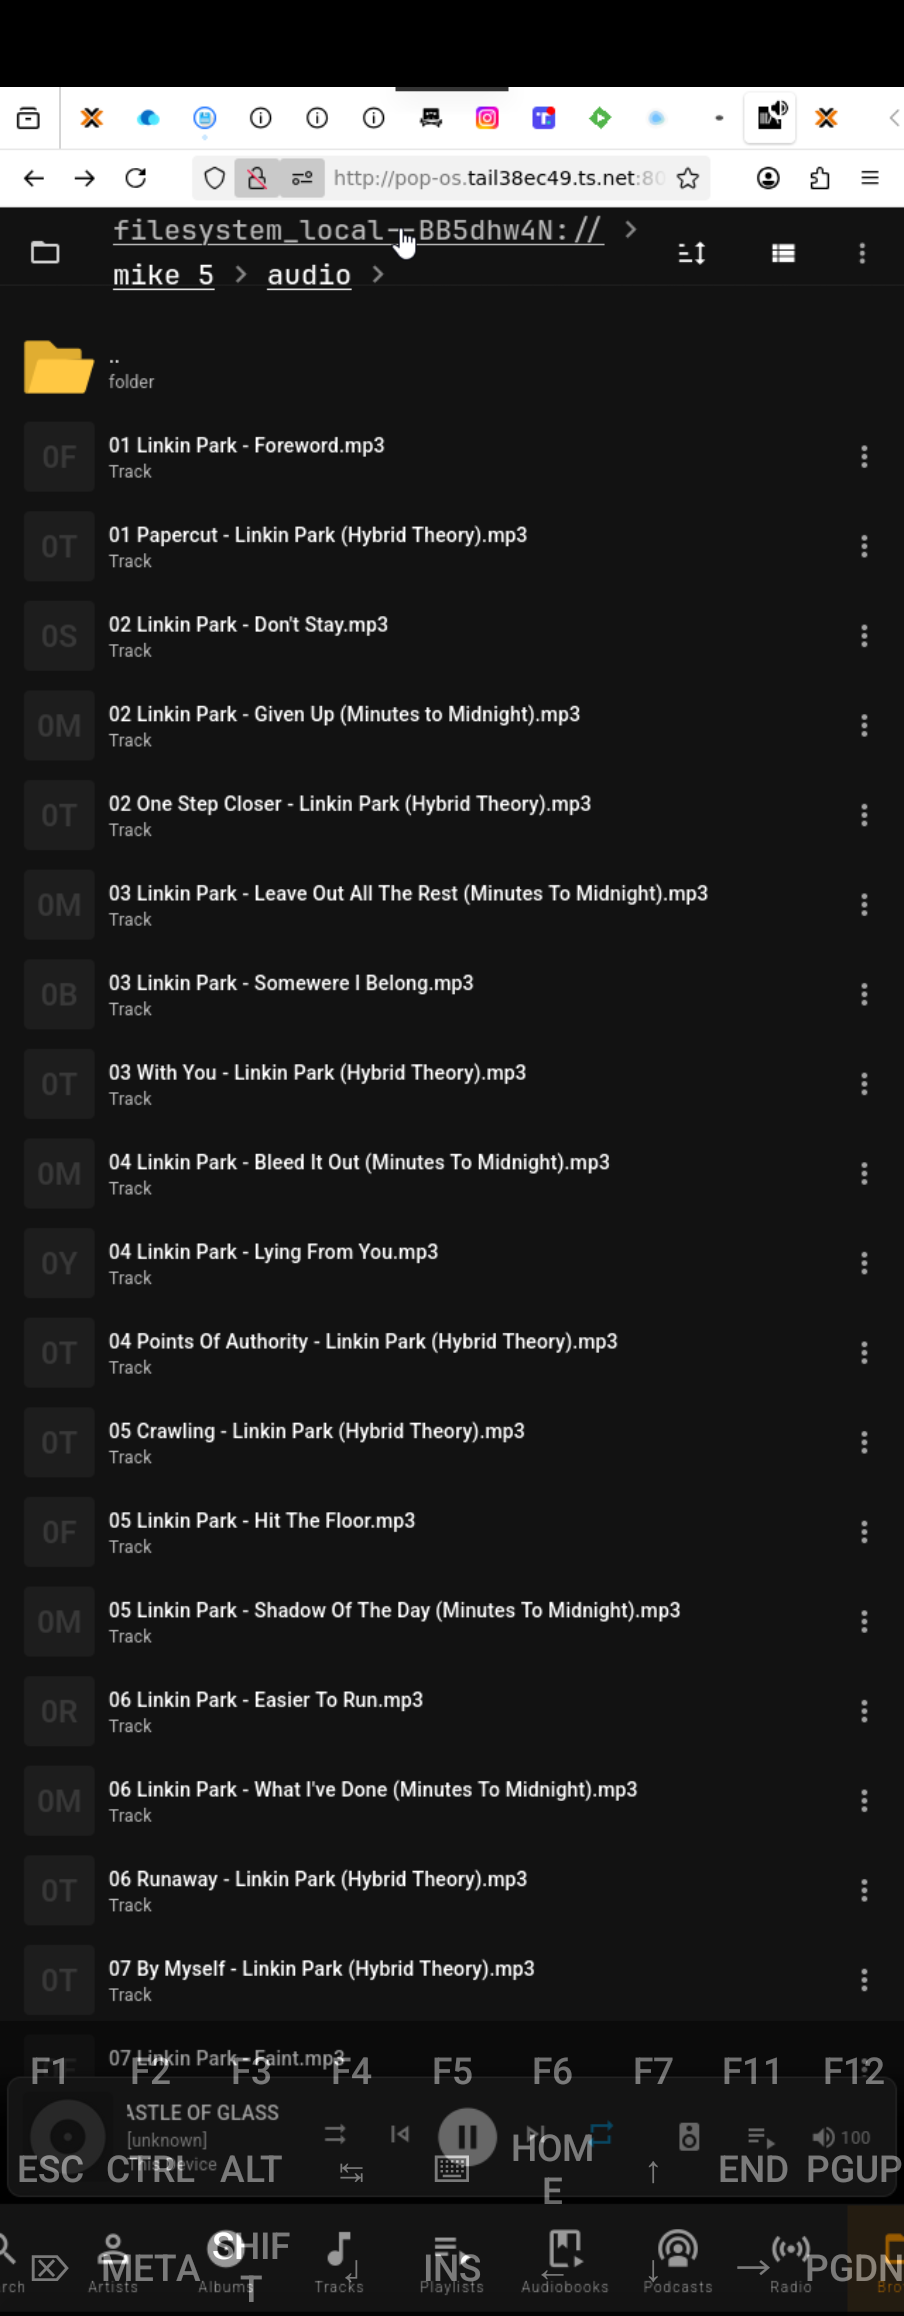 http://pop-os.tail38ec49.ts.net:80
filesystem_local--BB5dhw4N:// >
mike 5 > audio >
..
folder
0F
01 Linkin Park - Foreword.mp3
Track
0T
01 Papercut - Linkin Park (Hybrid Theory).mp3
Track
0S
02 Linkin Park - Don't Stay.mp3
Track
0M
02 Linkin Park - Given Up (Minutes to Midnight).mp3
Track
0T
02 One Step Closer - Linkin Park (Hybrid Theory).mp3
Track
0M
03 Linkin Park - Leave Out All The Rest (Minutes To Midnight).mp3
Track
0B
03 Linkin Park - Somewere I Belong.mp3
Track
0T
03 With You - Linkin Park (Hybrid Theory).mp3
Track
0M
04 Linkin Park - Bleed It Out (Minutes To Midnight).mp3
Track
0Y
04 Linkin Park - Lying From You.mp3
Track
0T
04 Points Of Authority - Linkin Park (Hybrid Theory).mp3
Track
0T
05 Crawling - Linkin Park (Hybrid Theory).mp3
Track
0F
05 Linkin Park - Hit The Floor.mp3
Track
0M
05 Linkin Park - Shadow Of The Day (Minutes To Midnight).mp3
Track
0R
06 Linkin Park - Easier To Run.mp3
Track
0M
06 Linkin Park - What I've Done (Minutes To Midnight).mp3
Track
0T
06 Runaway - Linkin Park (Hybrid Theory).mp3
Track
0T
07 By Myself - Linkin Park (Hybrid Theory).mp3
Track
07 Linkin Park - Faint.mp3
F1 F2 F3 F4 F5 F6 F7 F11 F12
ASTLE OF GLASS
[unknown]
This Device
100
ESC CTRL ALT HOME END PGUP
META SHIFT INS PGDN
rch Artists Albums Tracks Playlists Audiobooks Podcasts Radio Bro